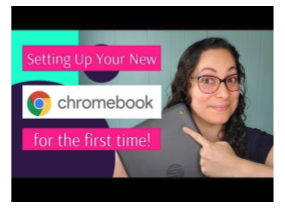 Setting Up Your New
chromebook
for the first time!